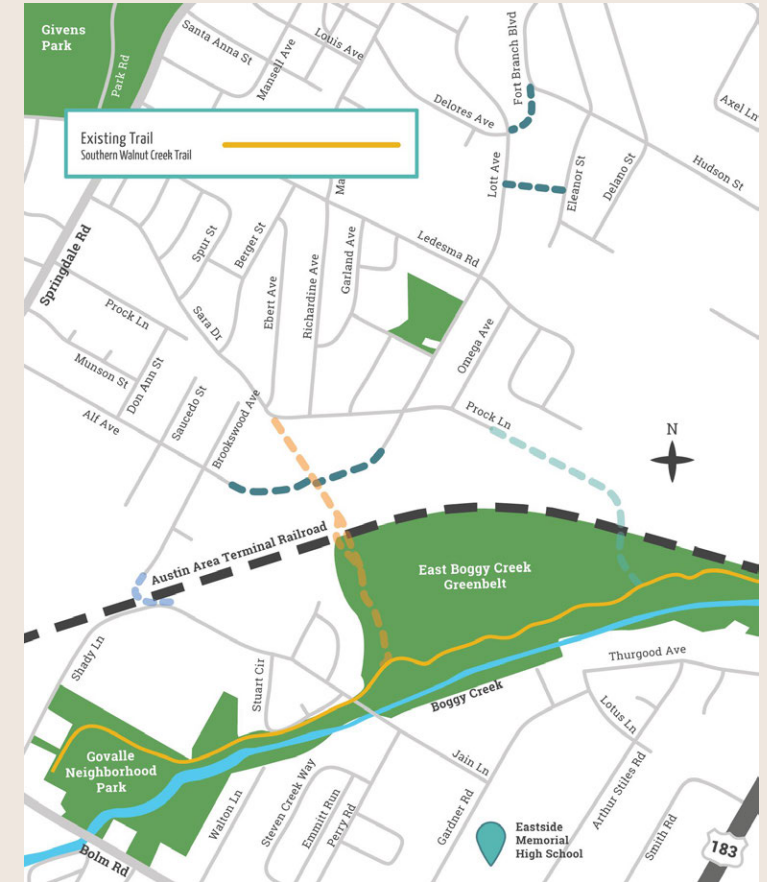 Givens
Park
Park Rd
Santa Anna St
Mansell Ave
Louis Ave
Fort Branch Blvd
Delores Ave
Axel Ln
Existing Trail
Southern Walnut Creek Trail
Ma
Lott Ave
Eleanor St
Delano St
Hudson St
Springdale Rd
Spur St
Berger St
Ebert Ave
Richardine Ave
Garland Ave
Ledesma Rd
Prock Ln
Sara Dr
Omega Ave
Munson St
Don Ann St
Saucedo St
Brookswood Ave
Alf Ave
Prock Ln
N
Austin Area Terminal Railroad
East Boggy Creek
Greenbelt
Shady Ln
Stuart Cir
Boggy Creek
Thurgood Ave
Lotus Ln
Govalle
Neighborhood
Park
Walton Ln
Steven Creek Way
Emmitt Run
Perry Rd
Jain Ln
Gardner Rd
Arthur Stiles Rd
Smith Rd
Eastside
Memorial
High School
183
Bolm Rd